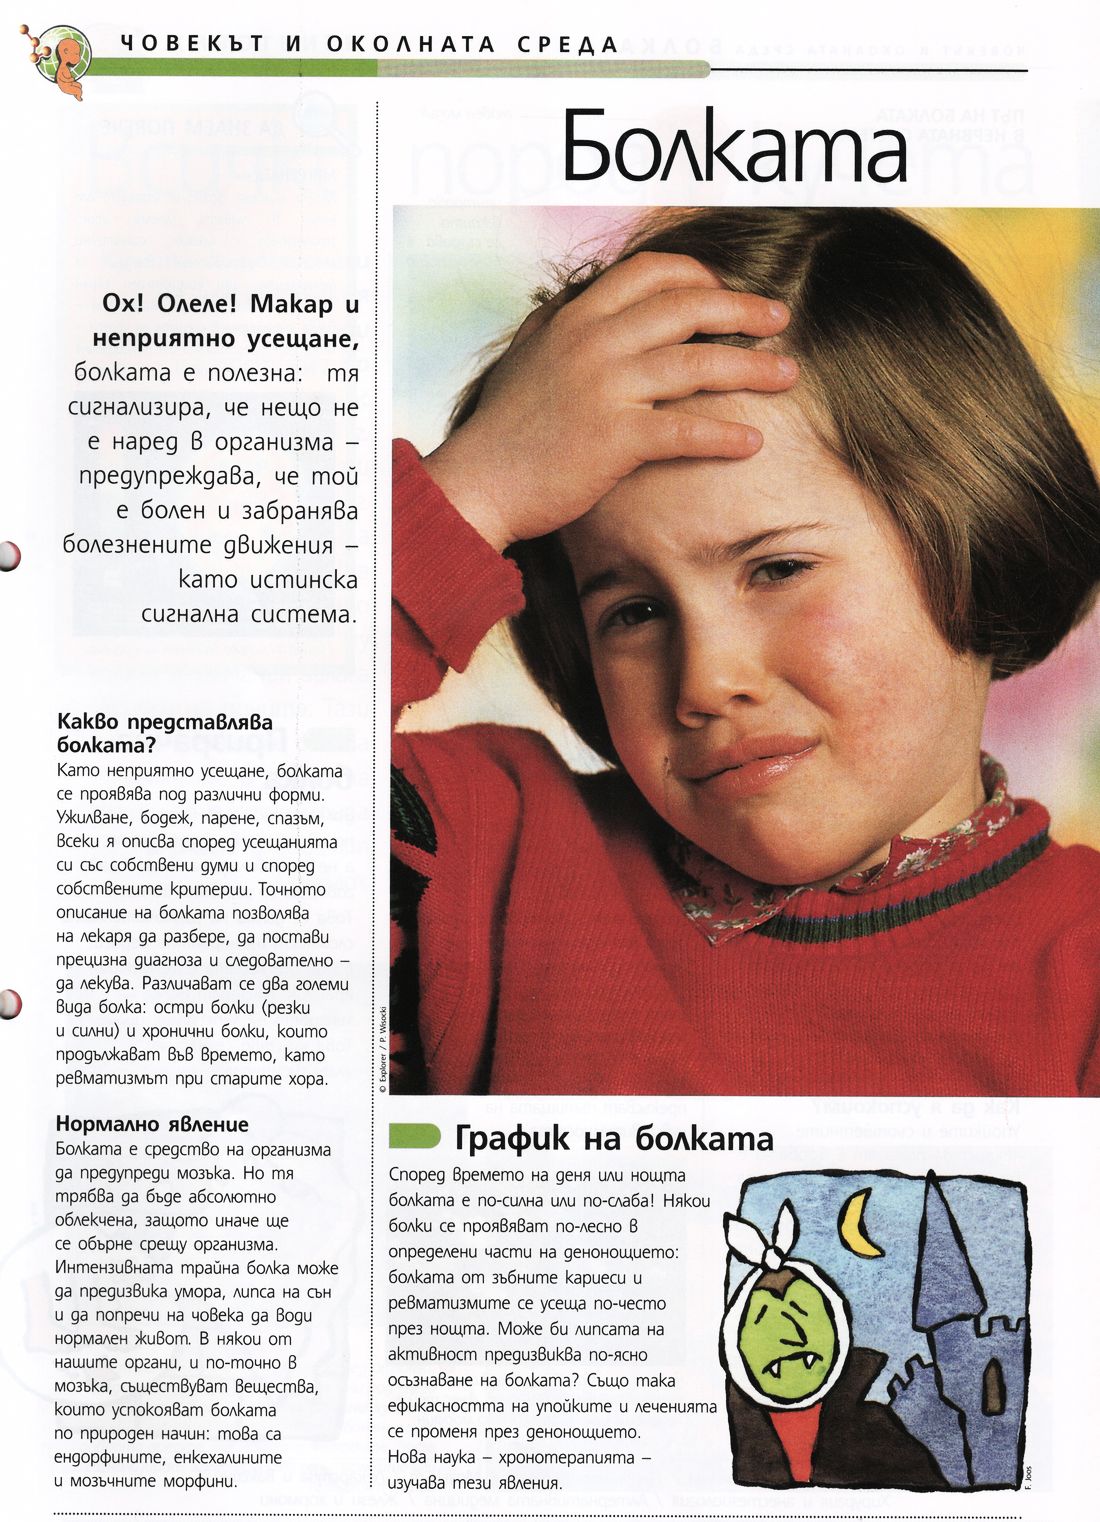 ЧОВЕКЪТ И ОКОЛНАТА СРЕДА
Болката
Ох! Олеле! Макар и
неприятно усещане,
болката е полезна: тя
сигнализира, че нещо не
е наред в организма –
предупреждава, че той
е болен и забранява
болезнените движения –
като истинска
сигнална система.
Какво представлява
болката?
Като неприятно усещане, болката
се проявява под различни форми.
Ужилване, бодеж, парене, спазъм,
всеки я описва според усещанията
си със собствени думи и според
собствените критерии. Точното
описание на болката позволява
на лекаря да разбере, да постави
прецизна диагноза и следователно –
да лекува. Различават се два големи
вида болка: остри болки (резки
и силни) и хронични болки, които
продължават във времето, като
ревматизмът при старите хора.
Нормално явление
Болката е средство на организма
да предупреди мозъка. Но тя
трябва да бъде абсолютно
облекчена, защото иначе ще
се обърне срещу организма.
Интензивната трайна болка може
да предизвика умора, липса на сън
и да попречи на човека да води
нормален живот. В някои от
нашите органи, и по-точно в
мозъка, съществуват вещества,
които успокояват болката
по природен начин: това са
ендорфините, енкехалините
и мозъчните морфини.
© Explorer / P. Wisocki
График на болката
Според времето на деня или нощта
болката е по-силна или по-слаба! Някои
болки се проявяват по-лесно в
определени части на денонощието:
болката от зъбните кариеси и
ревматизмите се усеща по-често
през нощта. Може би липсата на
активност предизвиква по-ясно
осъзнаване на болката? Също така
ефикасността на упойките и леченията
се променя през денонощието.
Нова наука – хронотерапията –
изучава тези явления.
F. Joos